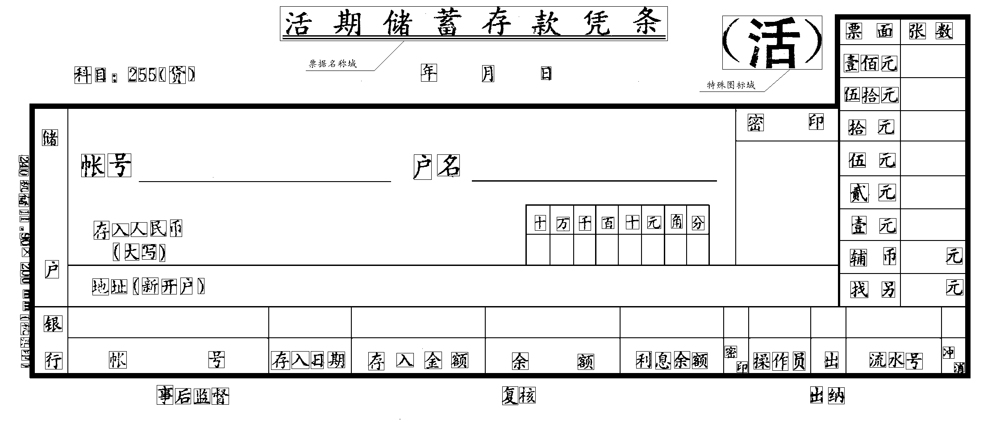 活期储蓄存款凭条
(活)
票据名称域
特殊图标域
科目：255(贷)
年 月 日
票面 张数
壹佰元
伍拾元
拾元
伍元
贰元
壹元
辅币 元
找另 元
储户
密印
帐号 户名
十 万 千 百 十 元 角 分
存入人民币
(大写)
地址(新开户)
银行
帐号 存入日期 存入金额 余额 利息余额 密印 操作员 出 流水号 冲消
事后监督 复核 出纳
240 机储 11.90× 200